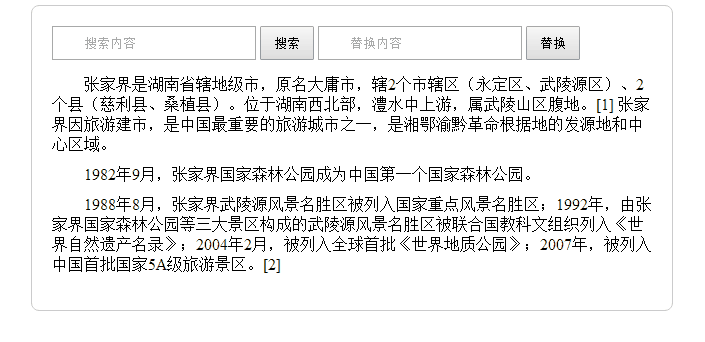 搜索内容 搜索 替换内容 替换
张家界是湖南省辖地级市，原名大庸市，辖2个市辖区（永定区、武陵源区）、2
个县（慈利县、桑植县）。位于湖南西北部，澧水中上游，属武陵山区腹地。[1] 张家
界因旅游建市，是中国最重要的旅游城市之一，是湘鄂渝黔革命根据地的发源地和中
心区域。
1982年9月，张家界国家森林公园成为中国第一个国家森林公园。
1988年8月，张家界武陵源风景名胜区被列入国家重点风景名胜区；1992年，由张
家界国家森林公园等三大景区构成的武陵源风景名胜区被联合国教科文组织列入《世
界自然遗产名录》；2004年2月，被列入全球首批《世界地质公园》；2007年，被列入
中国首批国家5A级旅游景区。[2]